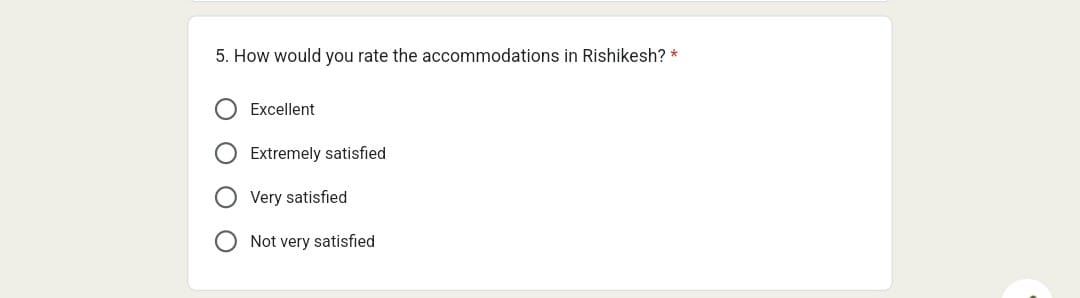 5. How would you rate the accommodations in Rishikesh? *
Excellent
Extremely satisfied
Very satisfied
Not very satisfied